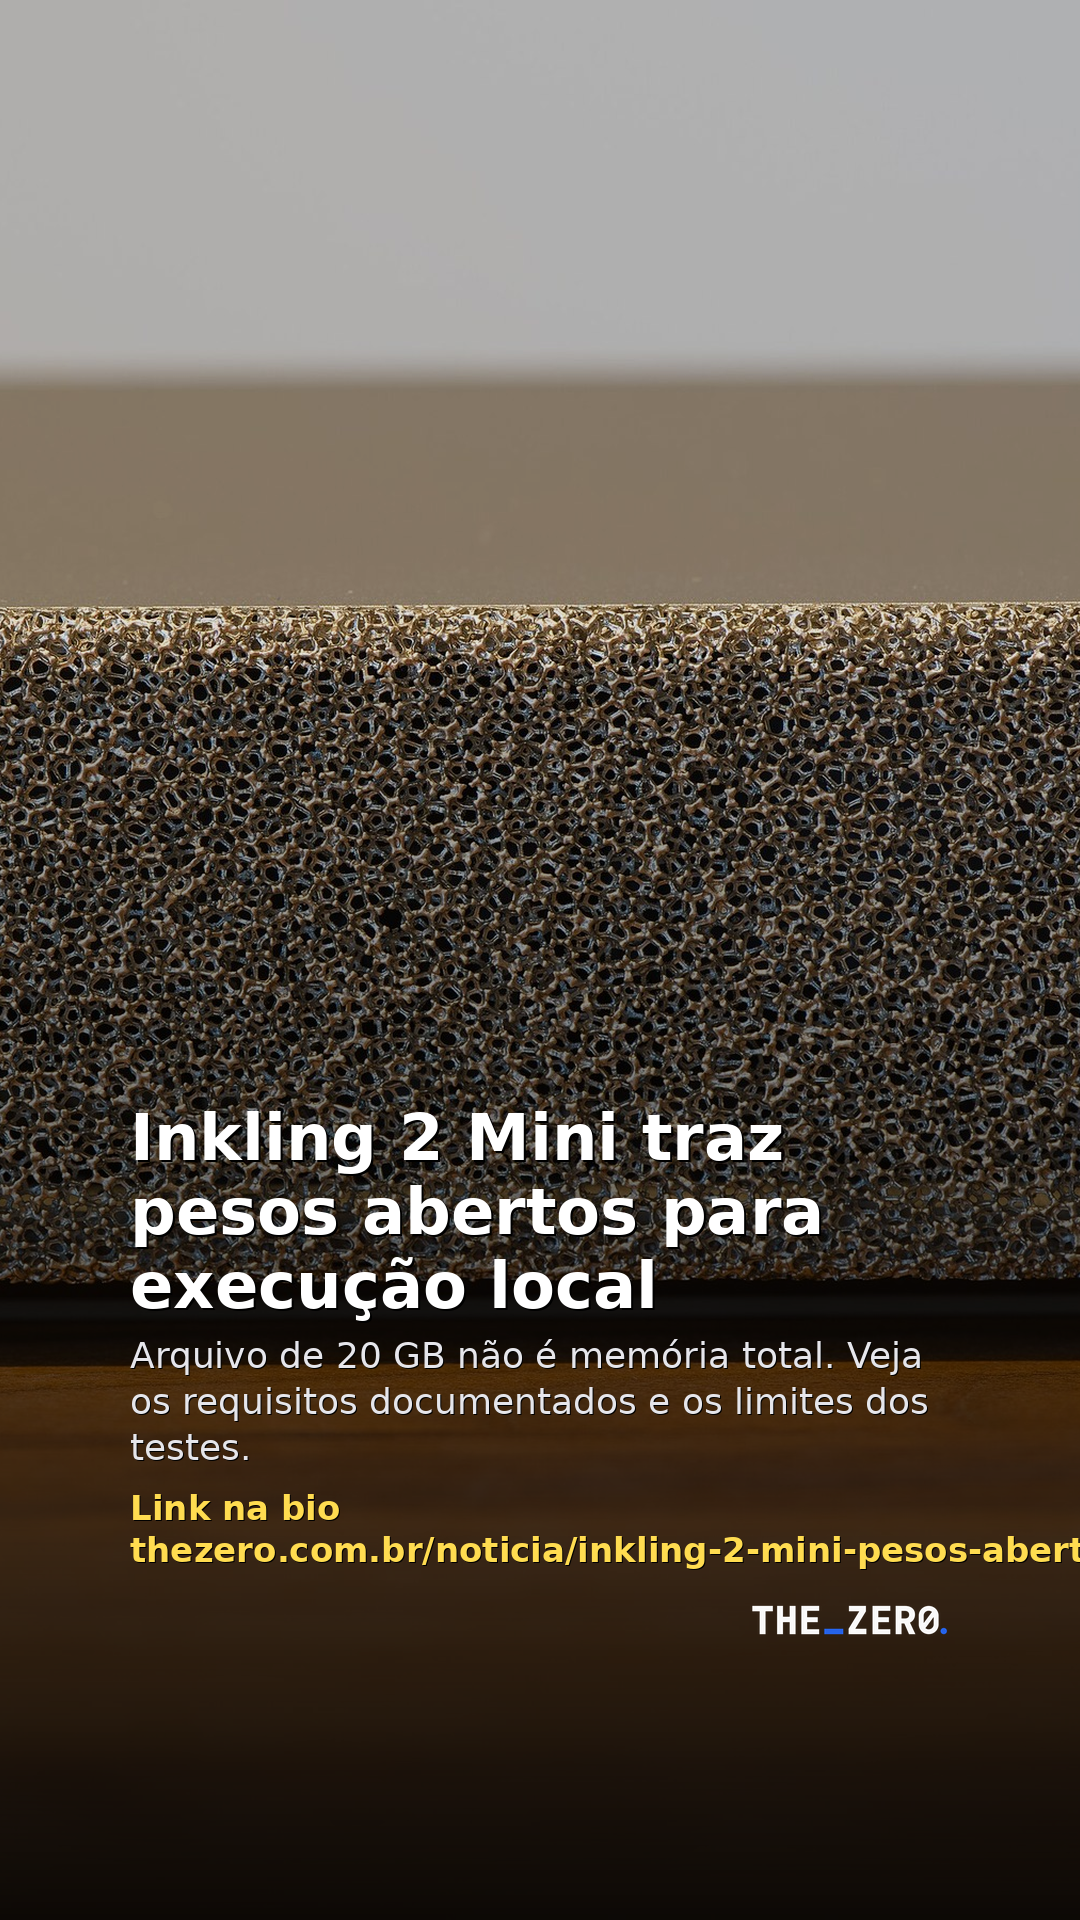 Inkling 2 Mini traz
pesos abertos para
execução local
Arquivo de 20 GB não é memória total. Veja
os requisitos documentados e os limites dos
testes.
Link na bio
thezero.com.br/noticia/inkling-2-mini-pesos-abert
THE_ZERO.